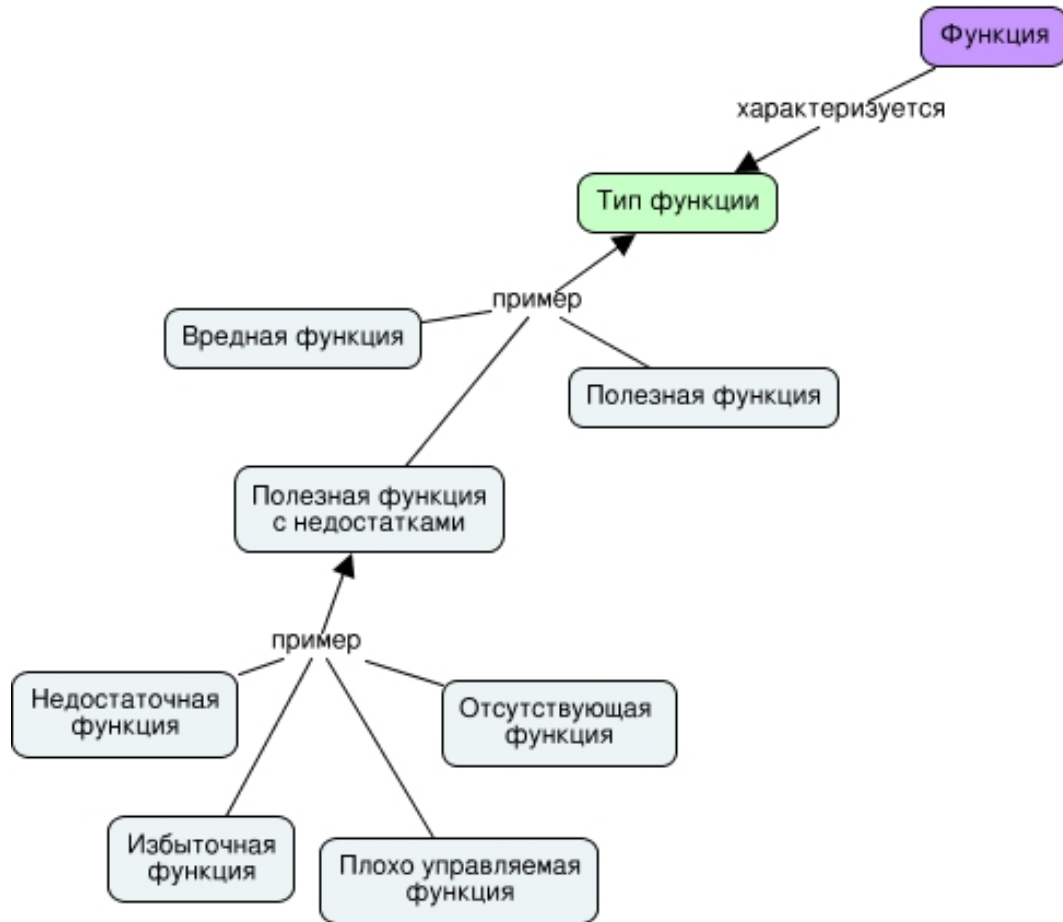 Функция
характеризуется
Тип функции
пример
Вредная функция
Полезная функция
Полезная функция
с недостатками
пример
Недостаточная
функция
Отсутствующая
функция
Избыточная
функция
Плохо управляемая
функция